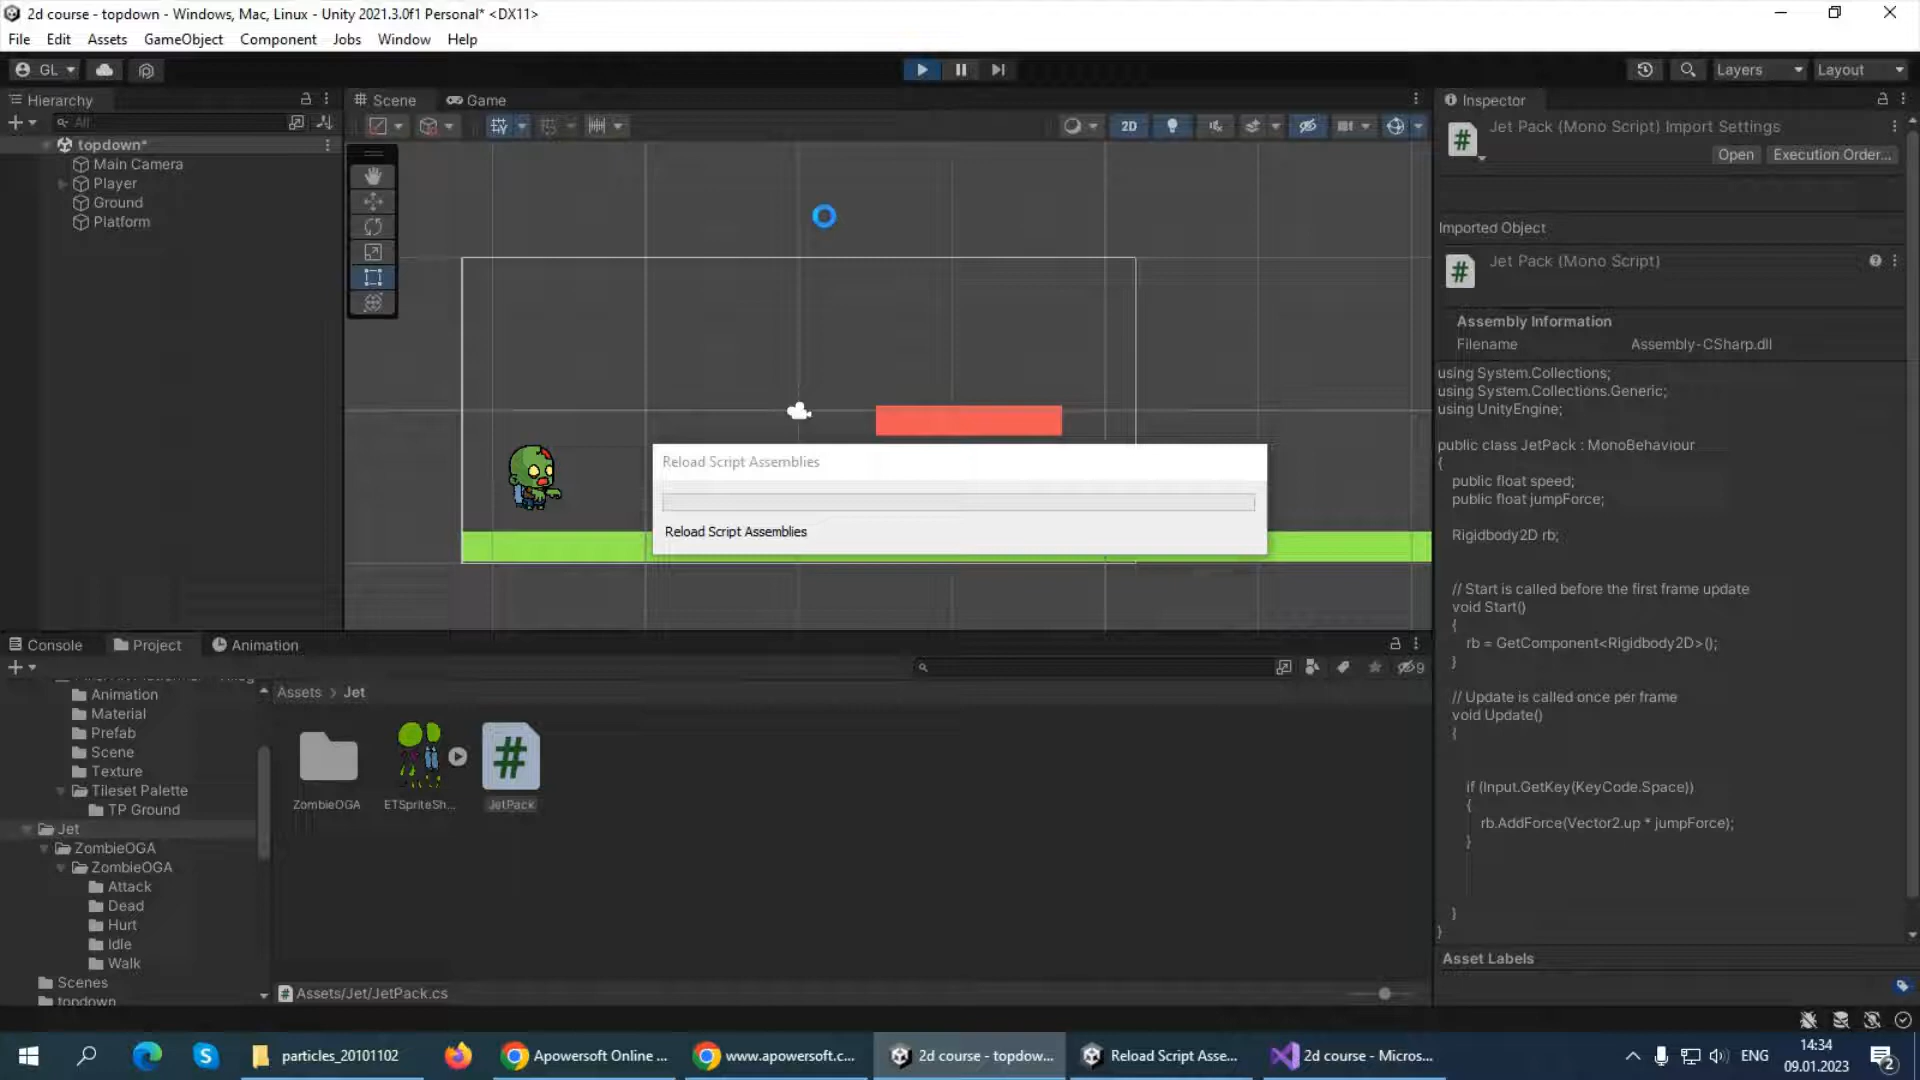 2d course - topdown - Windows, Mac, Linux - Unity 2021.3.0f1 Personal* <DX11>
File Edit Assets GameObject Component Jobs Window Help
GL
Layers
Layout
Hierarchy
Scene
Game
Inspector
All
2D
topdown*
Main Camera
Player
Ground
Platform
Jet Pack (Mono Script) Import Settings
Open
Execution Order...
Imported Object
Jet Pack (Mono Script)
Assembly Information
Filename Assembly-CSharp.dll
using System.Collections;
using System.Collections.Generic;
using UnityEngine;
public class JetPack : MonoBehaviour
{
public float speed;
public float jumpForce;
Rigidbody2D rb;
// Start is called before the first frame update
void Start()
{
rb = GetComponent<Rigidbody2D>();
}
// Update is called once per frame
void Update()
{
if (Input.GetKey(KeyCode.Space))
{
rb.AddForce(Vector2.up * jumpForce);
}
}
}
Asset Labels
Reload Script Assemblies
Reload Script Assemblies
Console
Project
Animation
9
Animation
Material
Prefab
Scene
Texture
Tileset Palette
TP Ground
Jet
ZombieOGA
ZombieOGA
Attack
Dead
Hurt
Idle
Walk
Scenes
topdown
Assets > Jet
ZombieOGA
ETSpriteSh...
JetPack
Assets/Jet/JetPack.cs
particles_20101102
Apowersoft Online ...
www.apowersoft.c...
2d course - topdow...
Reload Script Asse...
2d course - Micros...
ENG
14:34
09.01.2023
2